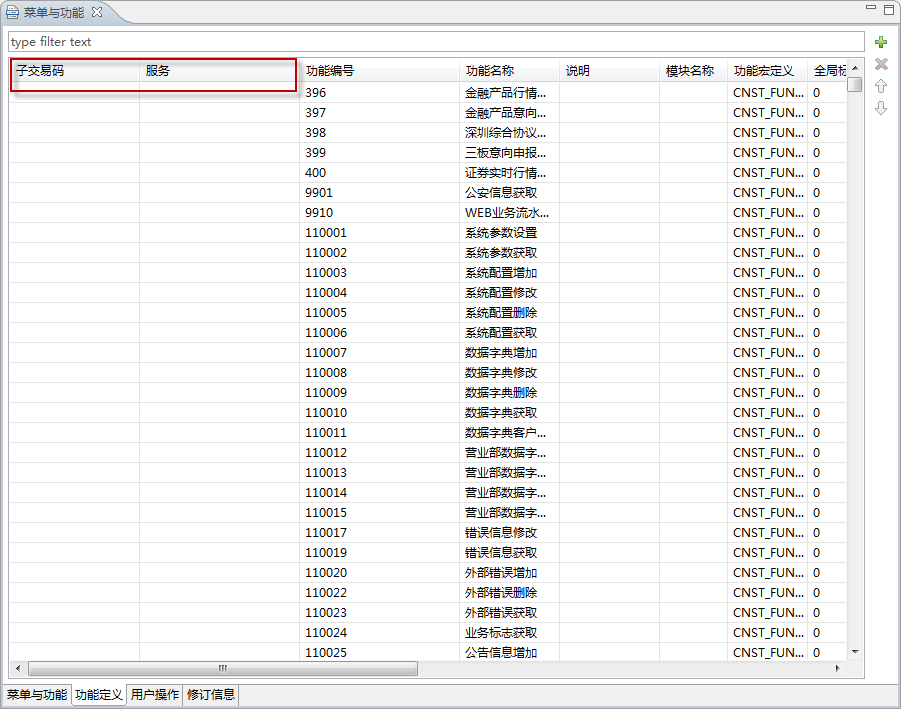 菜单与功能
type filter text
子交易码 服务 功能编号 功能名称 说明 模块名称 功能宏定义 全局标
396 金融产品行情... CNST_FUN... 0
397 金融产品意向... CNST_FUN... 0
398 深圳综合协议... CNST_FUN... 0
399 三板意向申报... CNST_FUN... 0
400 证券实时行情... CNST_FUN... 0
9901 公安信息获取 CNST_FUN... 0
9910 WEB业务流水... CNST_FUN... 0
110001 系统参数设置 CNST_FUN... 0
110002 系统参数获取 CNST_FUN... 0
110003 系统配置增加 CNST_FUN... 0
110004 系统配置修改 CNST_FUN... 0
110005 系统配置删除 CNST_FUN... 0
110006 系统配置获取 CNST_FUN... 0
110007 数据字典增加 CNST_FUN... 0
110008 数据字典修改 CNST_FUN... 0
110009 数据字典删除 CNST_FUN... 0
110010 数据字典获取 CNST_FUN... 0
110011 数据字典客户... CNST_FUN... 0
110012 营业部数据字... CNST_FUN... 0
110013 营业部数据字... CNST_FUN... 0
110014 营业部数据字... CNST_FUN... 0
110015 营业部数据字... CNST_FUN... 0
110017 错误信息修改 CNST_FUN... 0
110019 错误信息获取 CNST_FUN... 0
110020 外部错误增加 CNST_FUN... 0
110022 外部错误删除 CNST_FUN... 0
110023 外部错误获取 CNST_FUN... 0
110024 业务标志获取 CNST_FUN... 0
110025 公告信息增加 CNST_FUN... 0
菜单与功能 功能定义 用户操作 修订信息